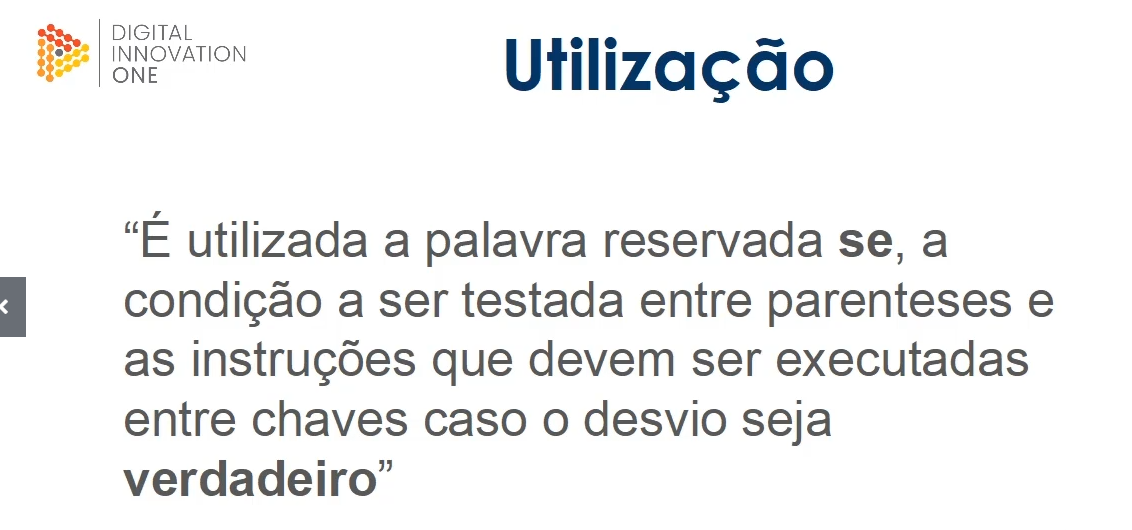 DIGITAL
INNOVATION
ONE
Utilização
“É utilizada a palavra reservada se, a
condição a ser testada entre parenteses e
as instruções que devem ser executadas
entre chaves caso o desvio seja
verdadeiro”